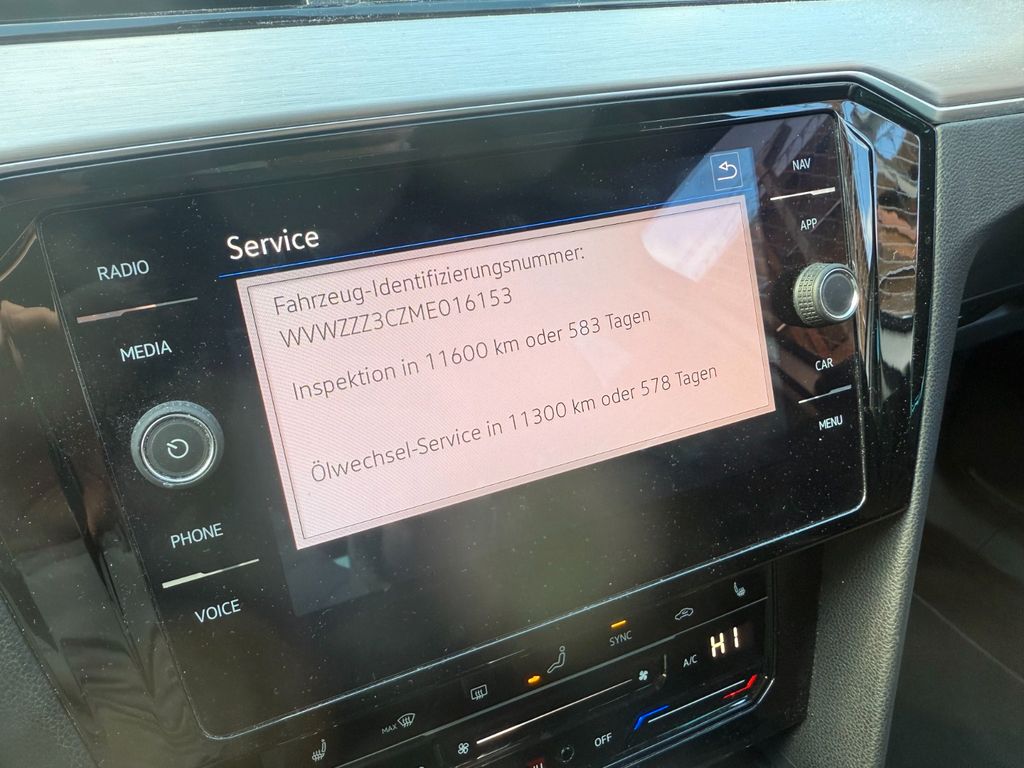 Service
Fahrzeug-Identifizierungsnummer:
WVWZZZ3CZME016153
Inspektion in 11600 km oder 583 Tagen
Ölwechsel-Service in 11300 km oder 578 Tagen
RADIO
MEDIA
PHONE
VOICE
NAV
APP
CAR
MENU
SYNC
A/C
HI
MAX
OFF